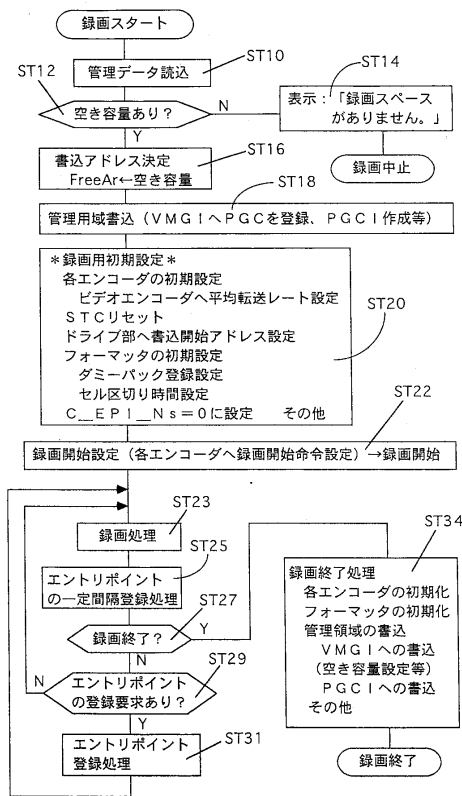 録画スタート
ST10
管理データ読込
ST12
空き容量あり？
N
Y
ST14
表示：「録画スペース
がありません。」
録画中止
ST16
書込アドレス決定
FreeAr←空き容量
ST18
管理用域書込（VMGIへPGCを登録、PGCI作成等）
＊録画用初期設定＊
各エンコーダの初期設定
ビデオエンコーダへ平均転送レート設定
STCリセット
ドライブ部へ書込開始アドレス設定
フォーマッタの初期設定
ダミーパック登録設定
セル区切り時間設定
C__EPI__Ns＝0に設定　その他
ST20
ST22
録画開始設定（各エンコーダへ録画開始命令設定）→録画開始
ST23
録画処理
ST25
エントリポイント
の一定間隔登録処理
ST27
録画終了？
Y
N
ST29
エントリポイント
の登録要求あり？
N
Y
ST31
エントリポイント
登録処理
ST34
録画終了処理
各エンコーダの初期化
フォーマッタの初期化
管理領域の書込
VMGIへの書込
（空き容量設定等）
PGCIへの書込
その他
録画終了